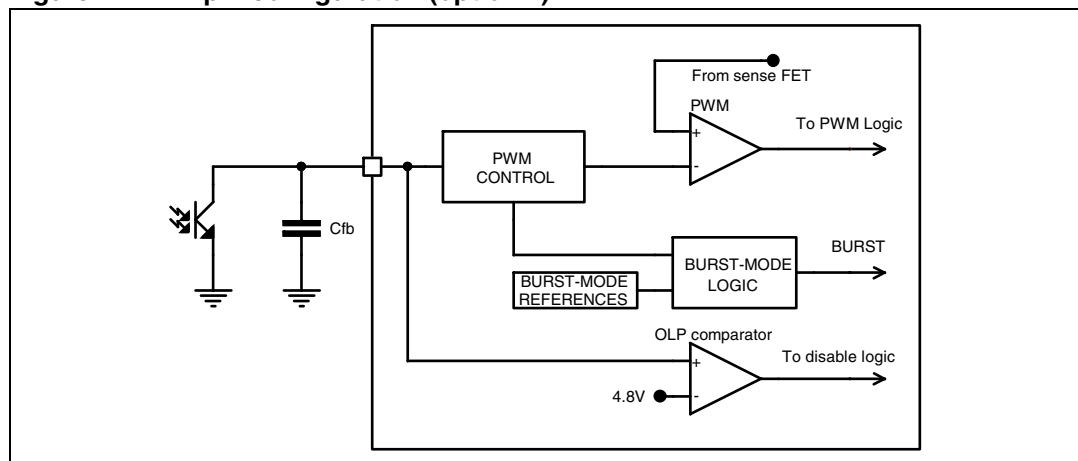 From sense FET
PWM
To PWM Logic
+
-
PWM
CONTROL
Cfb
BURST
BURST-MODE
LOGIC
BURST-MODE
REFERENCES
OLP comparator
To disable logic
+
4.8V
-